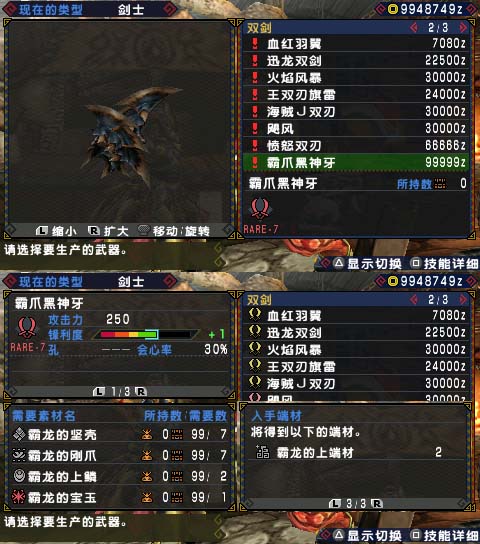 现在的类型 剑士
9948749z
双剑 2/3
血红羽翼 7080z
迅龙双剑 22500z
火焰风暴 30000z
王双刃旗雷 24000z
海贼J双刃 30000z
飓风 30000z
愤怒双刃 66666z
霸爪黑神牙 99999z
霸爪黑神牙 所持数 0
RARE-7
L 缩小 R 扩大 移动/旋转
请选择要生产的武器。
△显示切换 □技能详细
现在的类型 剑士
9948749z
霸爪黑神牙
攻击力 250
锋利度 +1
RARE-7
孔 --- 会心率 30%
L 1/3 R
双剑 2/3
血红羽翼 7080z
迅龙双剑 22500z
火焰风暴 30000z
王双刃旗雷 24000z
海贼J双刃 30000z
飓风 30000z
需要素材名 所持数/需要数
霸龙的坚壳 0 99/ 7
霸龙的刚爪 0 99/ 7
霸龙的上鳞 0 99/ 2
霸龙的宝玉 0 99/ 1
入手端材
将得到以下的端材。
霸龙的上端材 2
L 3/3 R
请选择要生产的武器。
△显示切换 □技能详细